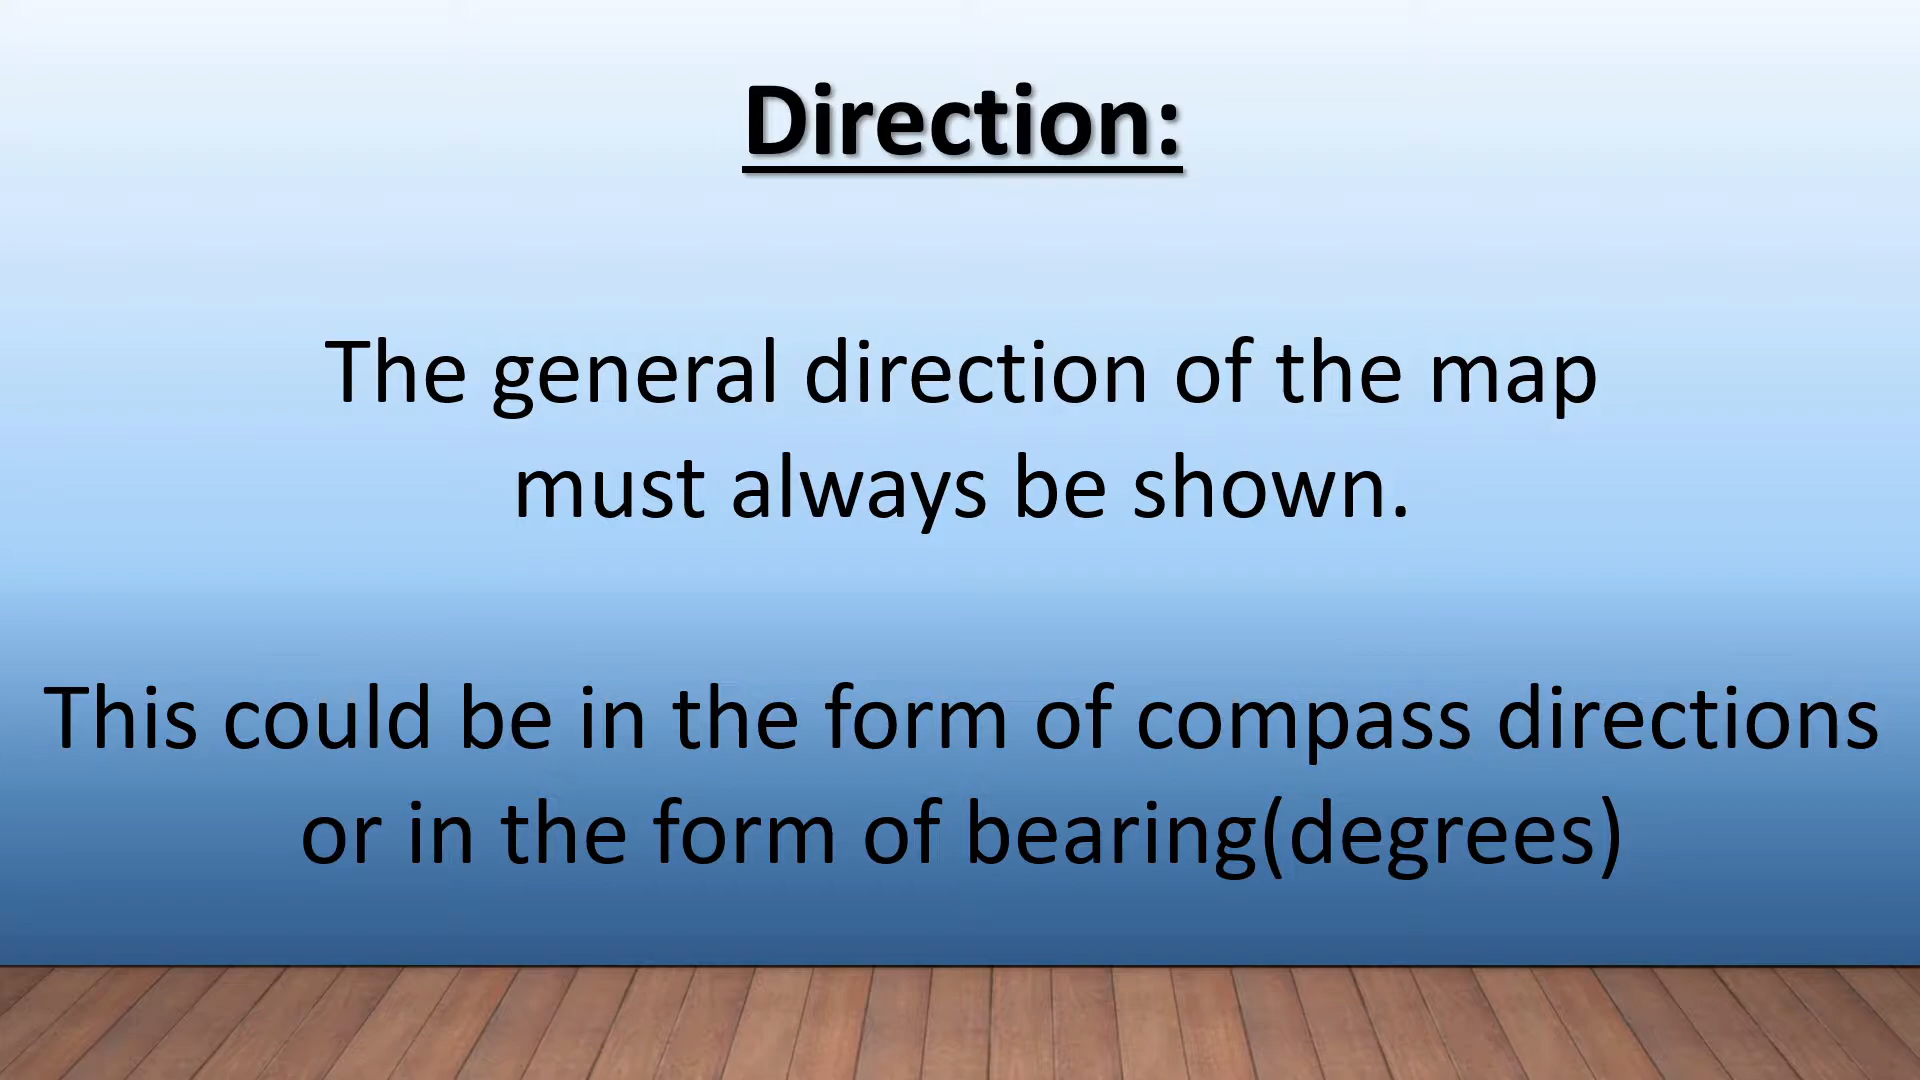 Direction:
The general direction of the map
must always be shown.
This could be in the form of compass directions
or in the form of bearing(degrees)